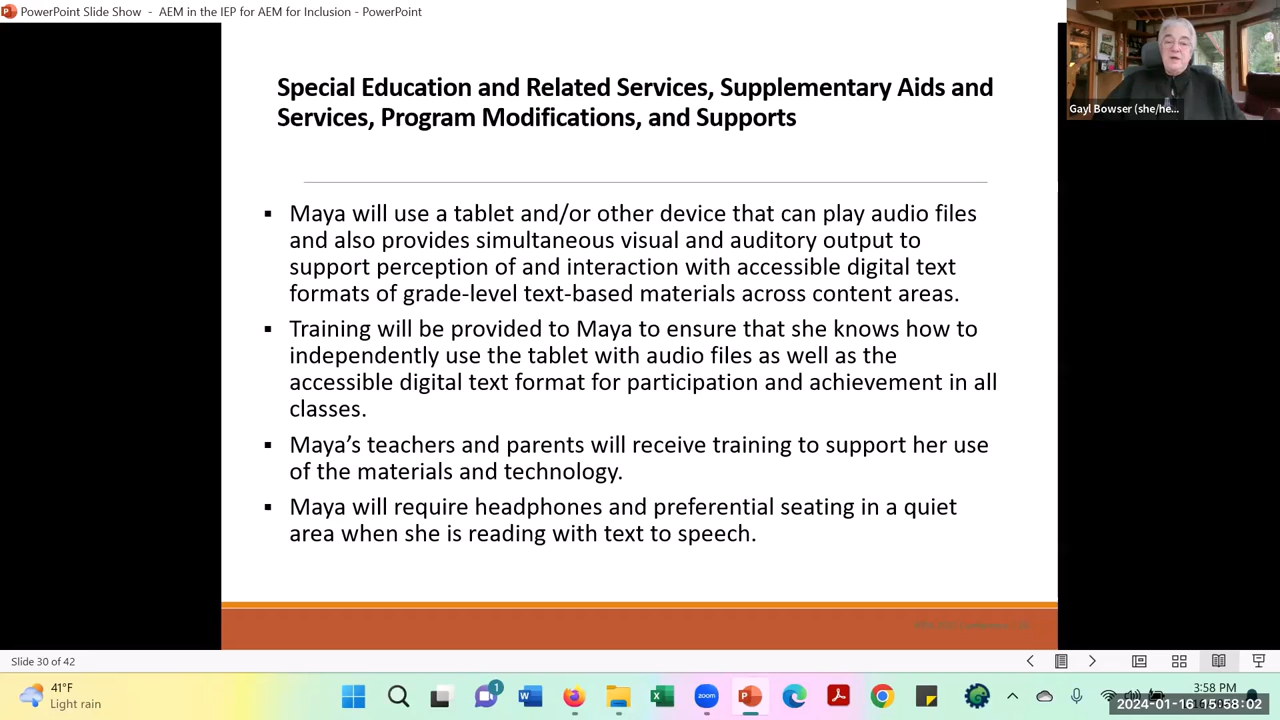 PowerPoint Slide Show - AEM in the IEP for AEM for Inclusion - PowerPoint
Gayl Bowser (she/he...
Special Education and Related Services, Supplementary Aids and
Services, Program Modifications, and Supports
▪ Maya will use a tablet and/or other device that can play audio files
and also provides simultaneous visual and auditory output to
support perception of and interaction with accessible digital text
formats of grade-level text-based materials across content areas.
▪ Training will be provided to Maya to ensure that she knows how to
independently use the tablet with audio files as well as the
accessible digital text format for participation and achievement in all
classes.
▪ Maya’s teachers and parents will receive training to support her use
of the materials and technology.
▪ Maya will require headphones and preferential seating in a quiet
area when she is reading with text to speech.
Slide 30 of 42
41°F
Light rain
1
zoom
3:58 PM
2024-01-16 15:58:02